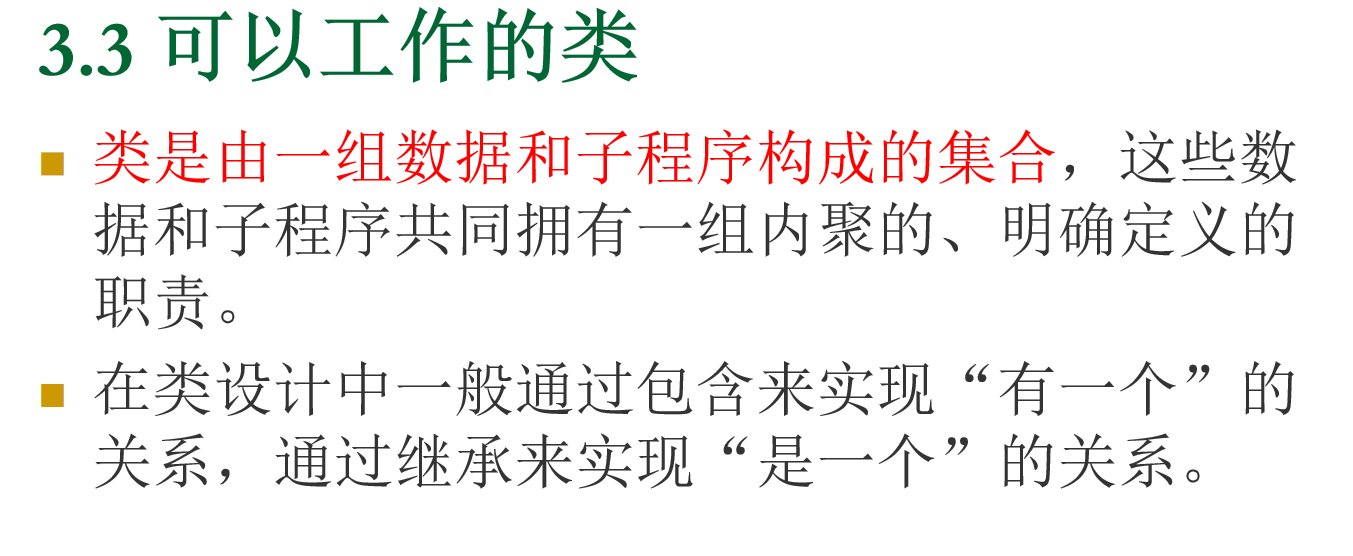 3.3 可以工作的类
类是由一组数据和子程序构成的集合，这些数
据和子程序共同拥有一组内聚的、明确定义的
职责。
在类设计中一般通过包含来实现“有一个”的
关系，通过继承来实现“是一个”的关系。